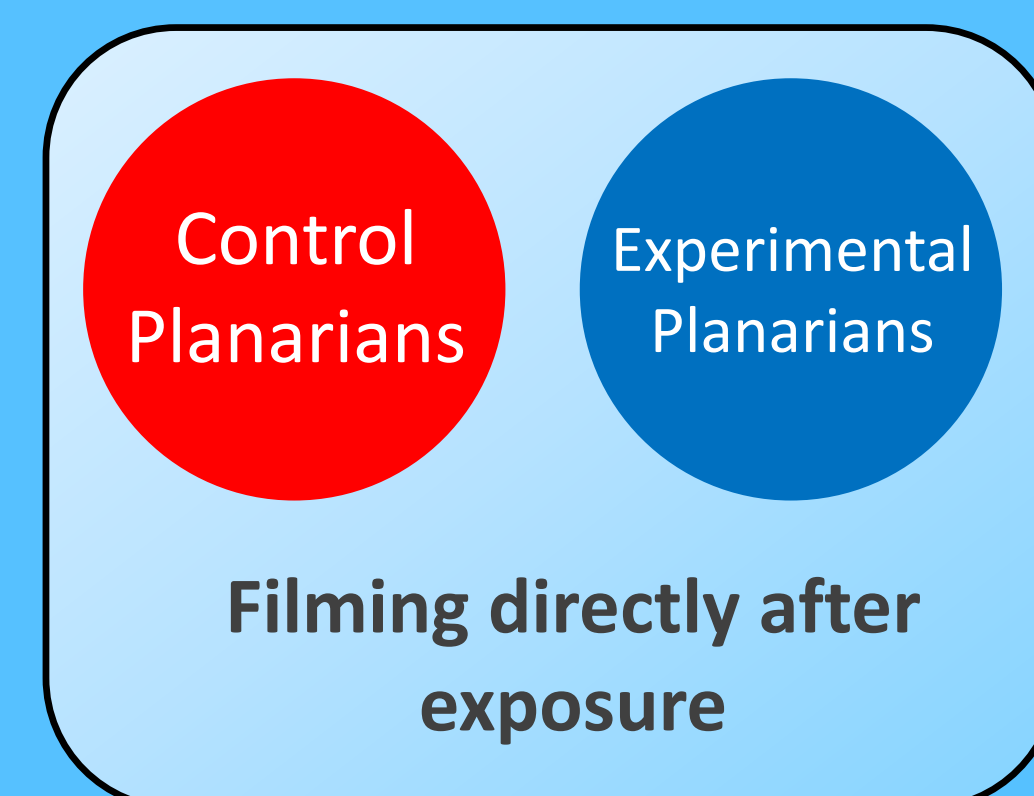 Control
Planarians
Experimental
Planarians
Filming directly after
exposure